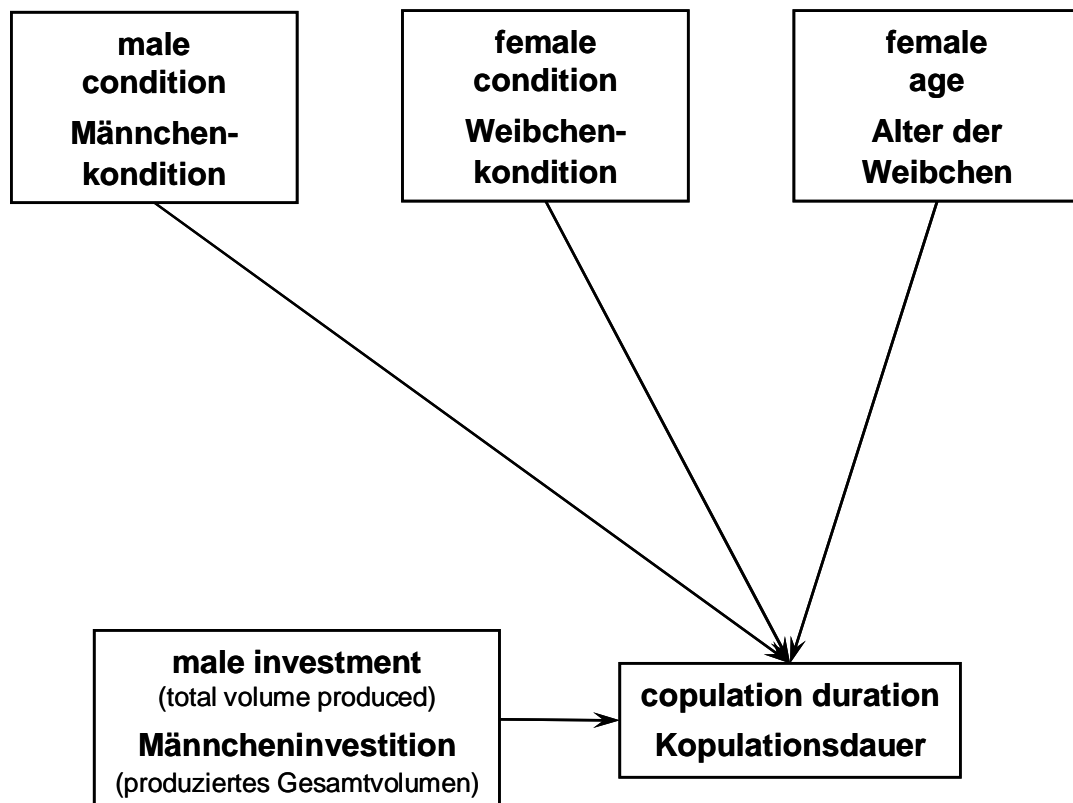 male
condition
Männchen-
kondition
female
condition
Weibchen-
kondition
female
age
Alter der
Weibchen
male investment
(total volume produced)
Männcheninvestition
(produziertes Gesamtvolumen)
copulation duration
Kopulationsdauer